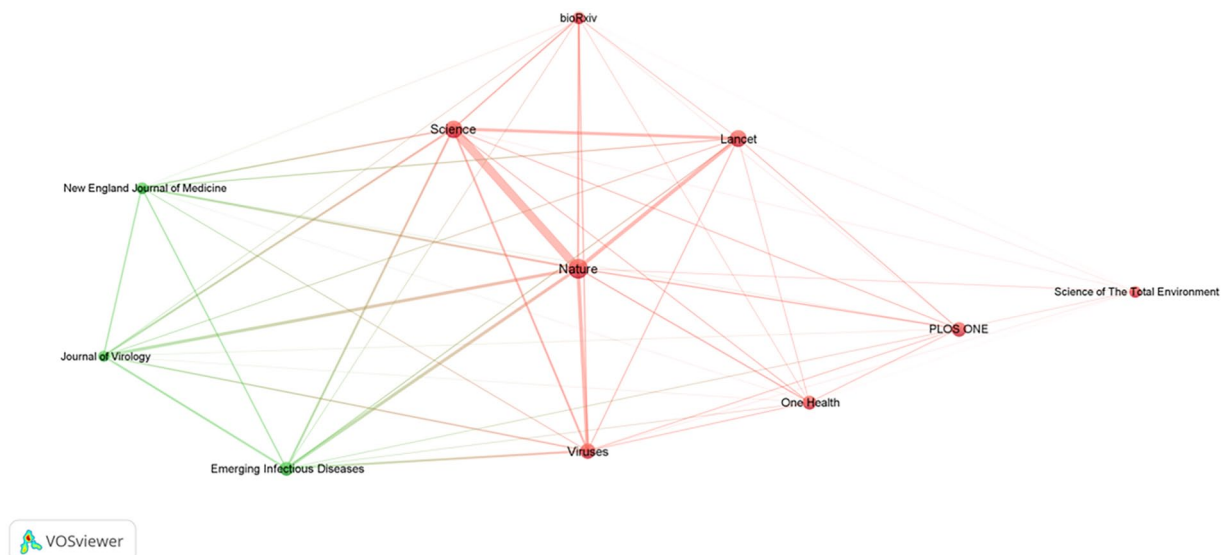 bioRxiv
Science
Lancet
New England Journal of Medicine
Nature
Science of The Total Environment
PLOS ONE
Journal of Virology
One Health
Viruses
Emerging Infectious Diseases
VOSviewer